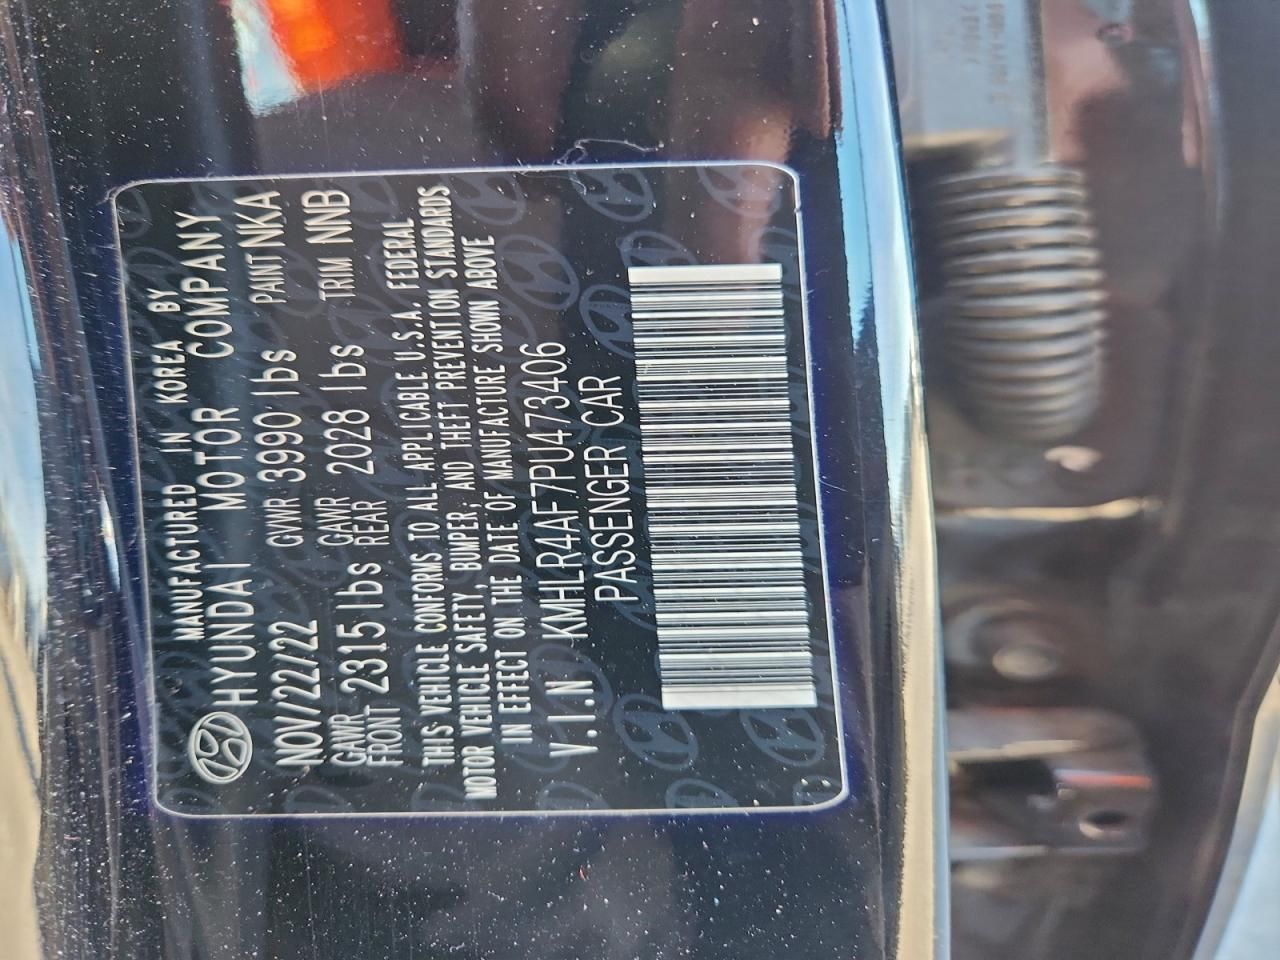 MANUFACTURED IN KOREA BY
HYUNDAI MOTOR COMPANY
NOV/22/22 GVWR 3990 lbs PAINT NKA
GAWR FRONT 2315 lbs GAWR REAR 2028 lbs TRIM NNB
THIS VEHICLE CONFORMS TO ALL APPLICABLE U.S.A. FEDERAL
MOTOR VEHICLE SAFETY, BUMPER, AND THEFT PREVENTION STANDARDS
IN EFFECT ON THE DATE OF MANUFACTURE SHOWN ABOVE
V.I.N KMHLR4AF7PU473406
PASSENGER CAR